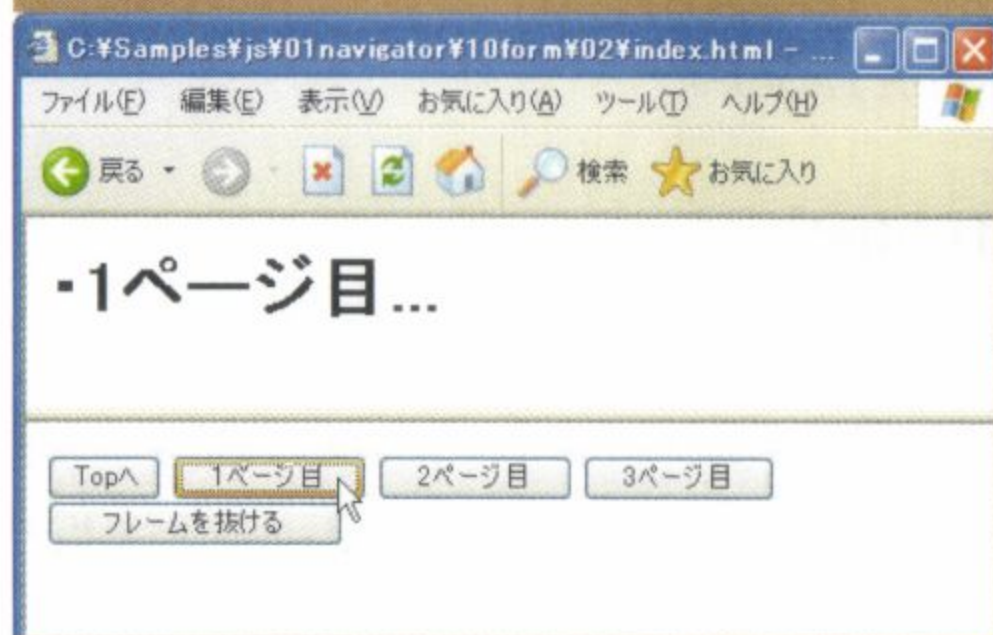 C:¥Samples¥js¥01navigator¥10form¥02¥index.html - ...
ファイル(F) 編集(E) 表示(V) お気に入り(A) ツール(T) ヘルプ(H)
戻る 検索 お気に入り
・1ページ目...
Topへ 1ページ目 2ページ目 3ページ目
フレームを抜ける